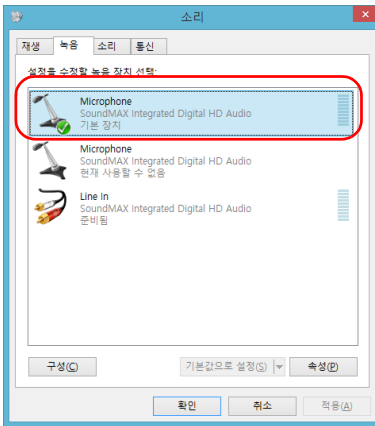 소리
재생 녹음 소리 통신
설정을 수정할 녹음 장치 선택:
Microphone
SoundMAX Integrated Digital HD Audio
기본 장치
Microphone
SoundMAX Integrated Digital HD Audio
현재 사용할 수 없음
Line In
SoundMAX Integrated Digital HD Audio
준비됨
구성(C) 기본값으로 설정(S) 속성(P)
확인 취소 적용(A)